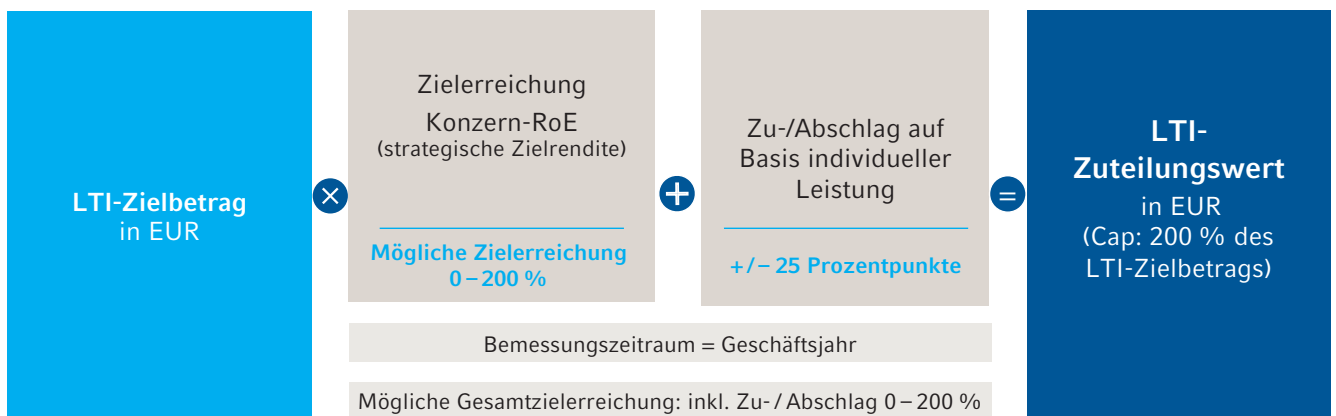 LTI-Zielbetrag
in EUR
×
Zielerreichung
Konzern-RoE
(strategische Zielrendite)
Mögliche Zielerreichung
0 – 200 %
+
Zu-/Abschlag auf
Basis individueller
Leistung
+/– 25 Prozentpunkte
=
LTI-
Zuteilungswert
in EUR
(Cap: 200 % des
LTI-Zielbetrags)
Bemessungszeitraum = Geschäftsjahr
Mögliche Gesamtzielerreichung: inkl. Zu- / Abschlag 0 – 200 %